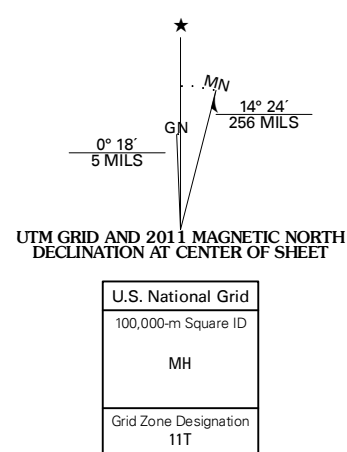 ★
MN
14° 24´
256 MILS
GN
0° 18´
5 MILS
UTM GRID AND 2011 MAGNETIC NORTH
DECLINATION AT CENTER OF SHEET
U.S. National Grid
100,000-m Square ID
MH
Grid Zone Designation
11T